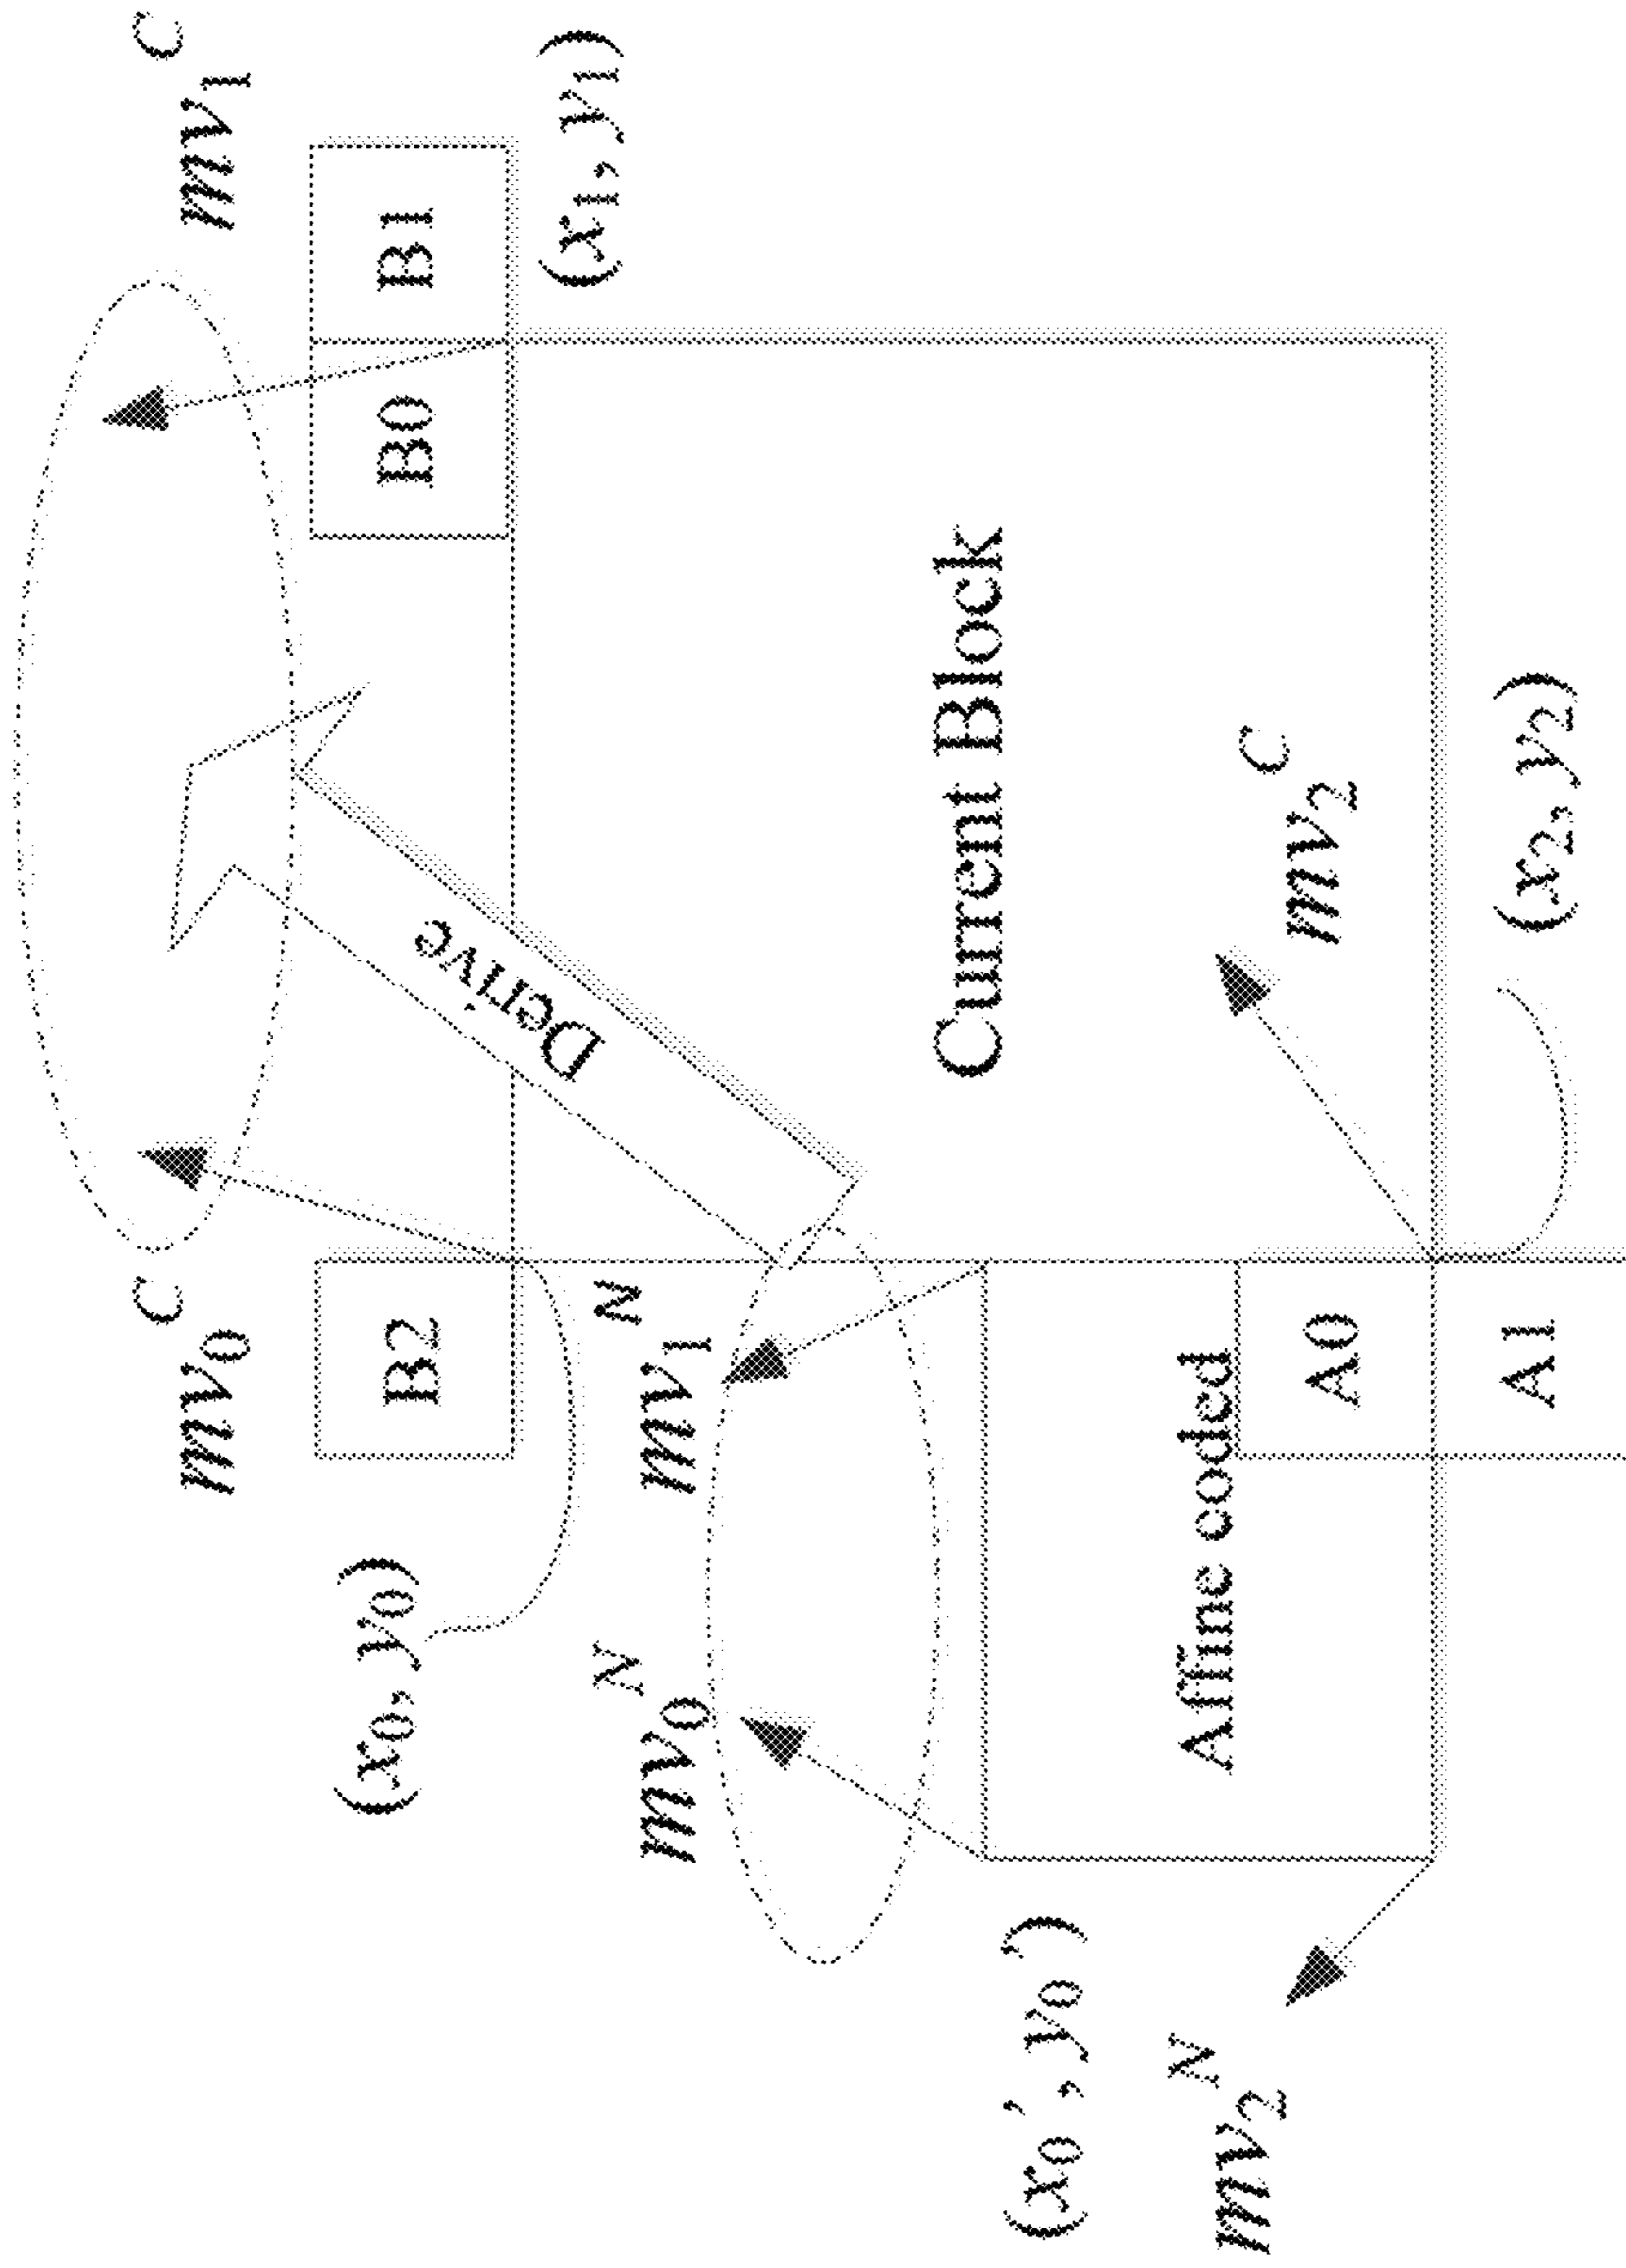 mv₀ᶜ
mv₁ᶜ
(x₀, y₀)
B2
B0
B1
Derive
(x₁, y₁)
mv₀ᴺ
mv₁ᴺ
Current Block
(x₀', y₀')
Affine coded
mv₂ᴺ
A0
mv₂ᶜ
A1
(x₂, y₂)